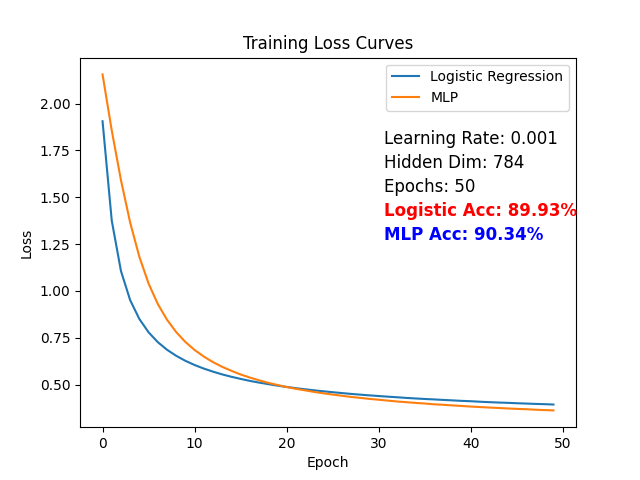 Training Loss Curves
Logistic Regression
MLP
Learning Rate: 0.001
Hidden Dim: 784
Epochs: 50
Logistic Acc: 89.93%
MLP Acc: 90.34%
Loss
2.00
1.75
1.50
1.25
1.00
0.75
0.50
0 10 20 30 40 50
Epoch